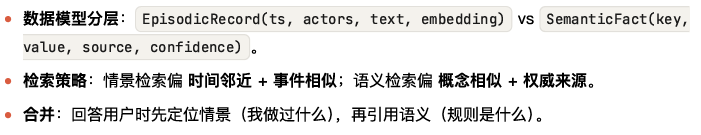 • 数据模型分层：EpisodicRecord(ts, actors, text, embedding) vs SemanticFact(key,
value, source, confidence)。
• 检索策略：情景检索偏 时间邻近 + 事件相似；语义检索偏 概念相似 + 权威来源。
• 合并：回答用户时先定位情景（我做过什么），再引用语义（规则是什么）。